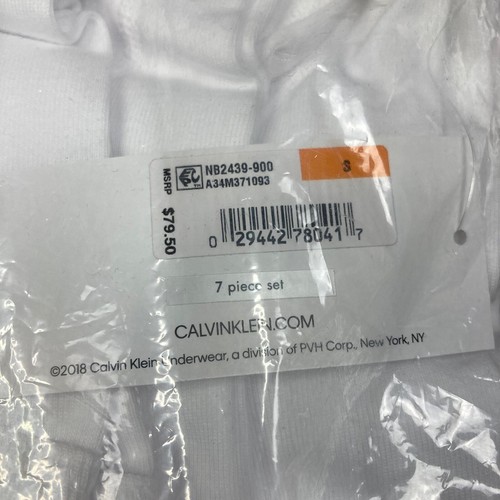 NB2439-900
A34M371093
S
MSRP $79.50
0 29442 78041 7
7 piece set
CALVINKLEIN.COM
©2018 Calvin Klein Underwear, a division of PVH Corp., New York, NY